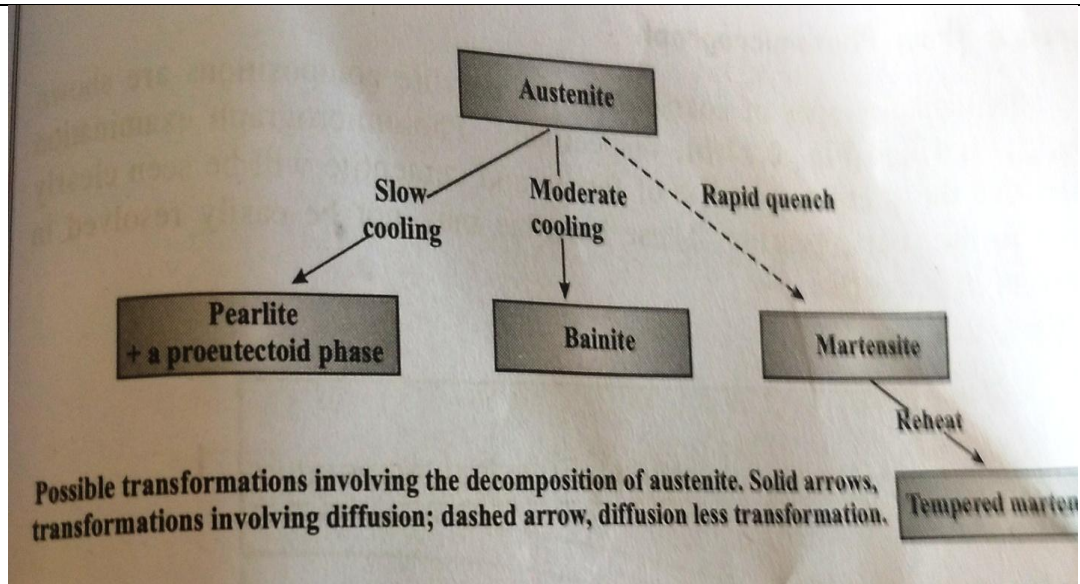 Austenite
Slow
cooling
Moderate
cooling
Rapid quench
Pearlite
+ a proeutectoid phase
Bainite
Martensite
Reheat
Possible transformations involving the decomposition of austenite. Solid arrows,
transformations involving diffusion; dashed arrow, diffusion less transformation.
Tempered